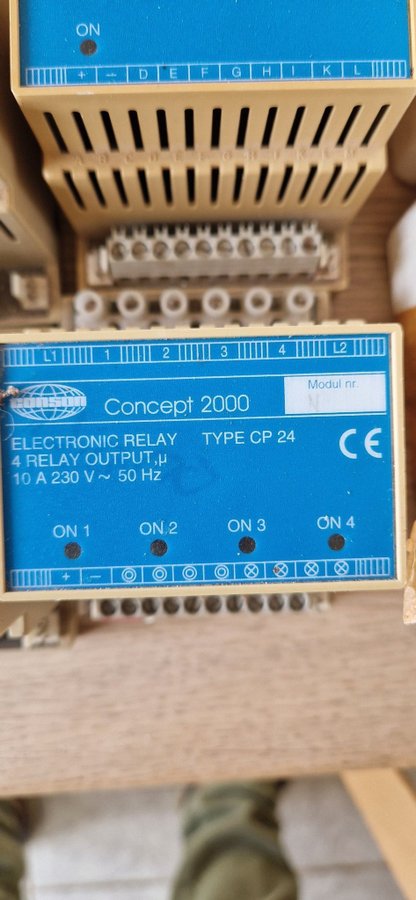 ON
+ − D E F G H I K L
L1 1 2 3 4 L2
Concept 2000
Modul nr.
ELECTRONIC RELAY TYPE CP 24
4 RELAY OUTPUT,µ
10 A 230 V ~ 50 Hz
CE
ON 1 ON 2 ON 3 ON 4
+ −